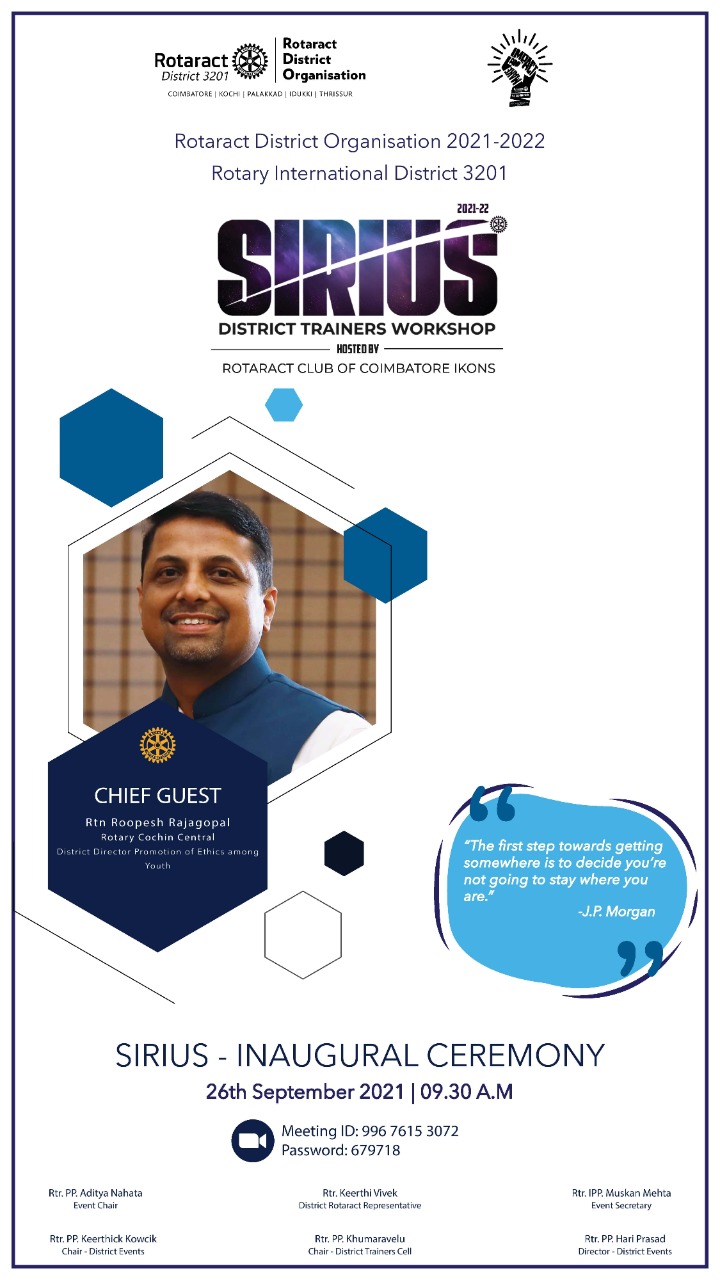 Rotaract
District 3201
Rotaract
District
Organisation
COIMBATORE | KOCHI | PALAKKAD | IDUKKI | THRISSUR
Rotaract District Organisation 2021-2022
Rotary International District 3201
2021-22
SIRIUS
DISTRICT TRAINERS WORKSHOP
HOSTED BY
ROTARACT CLUB OF COIMBATORE IKONS
CHIEF GUEST
Rtn Roopesh Rajagopal
Rotary Cochin Central
District Director Promotion of Ethics among
Youth
“The first step towards getting
somewhere is to decide you’re
not going to stay where you
are.”
-J.P. Morgan
SIRIUS - INAUGURAL CEREMONY
26th September 2021 | 09.30 A.M
Meeting ID: 996 7615 3072
Password: 679718
Rtr. PP. Aditya Nahata
Event Chair
Rtr. Keerthi Vivek
District Rotaract Representative
Rtr. IPP. Muskan Mehta
Event Secretary
Rtr. PP. Keerthick Kowcik
Chair - District Events
Rtr. PP. Khumaravelu
Chair - District Trainers Cell
Rtr. PP. Hari Prasad
Director - District Events